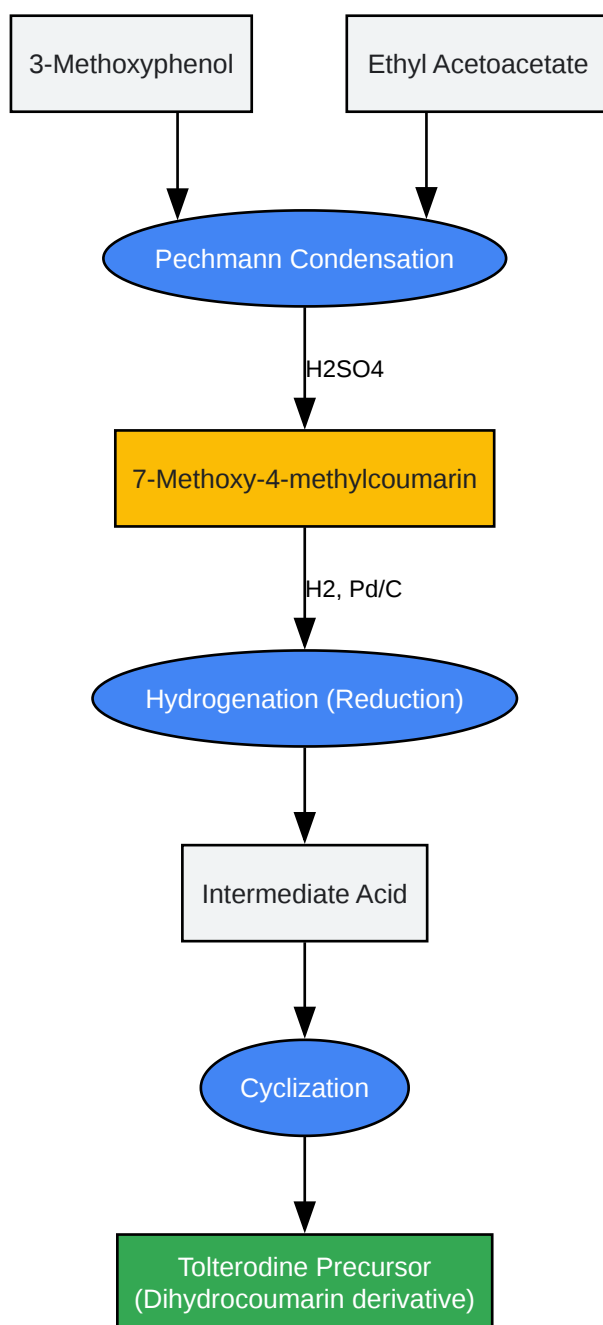 3-Methoxyphenol
Ethyl Acetoacetate
Pechmann Condensation
H2SO4
7-Methoxy-4-methylcoumarin
H2, Pd/C
Hydrogenation (Reduction)
Intermediate Acid
Cyclization
Tolterodine Precursor
(Dihydrocoumarin derivative)